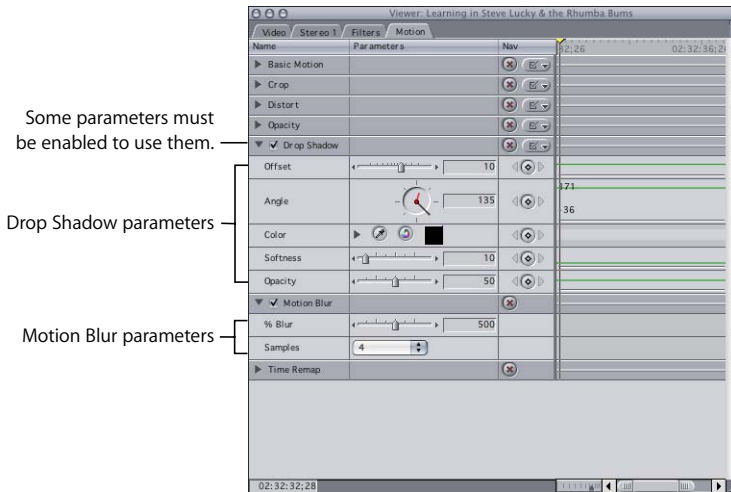 Viewer: Learning in Steve Lucky & the Rhumba Bums
Video Stereo 1 Filters Motion
Name Parameters Nav 02:32:36;2
Basic Motion
Crop
Distort
Opacity
Some parameters must
be enabled to use them.
Drop Shadow
Drop Shadow parameters
Offset 10
Angle 135
171
-36
Color
Softness 10
Opacity 50
Motion Blur
Motion Blur parameters
% Blur 500
Samples 4
Time Remap
02:32:32;28